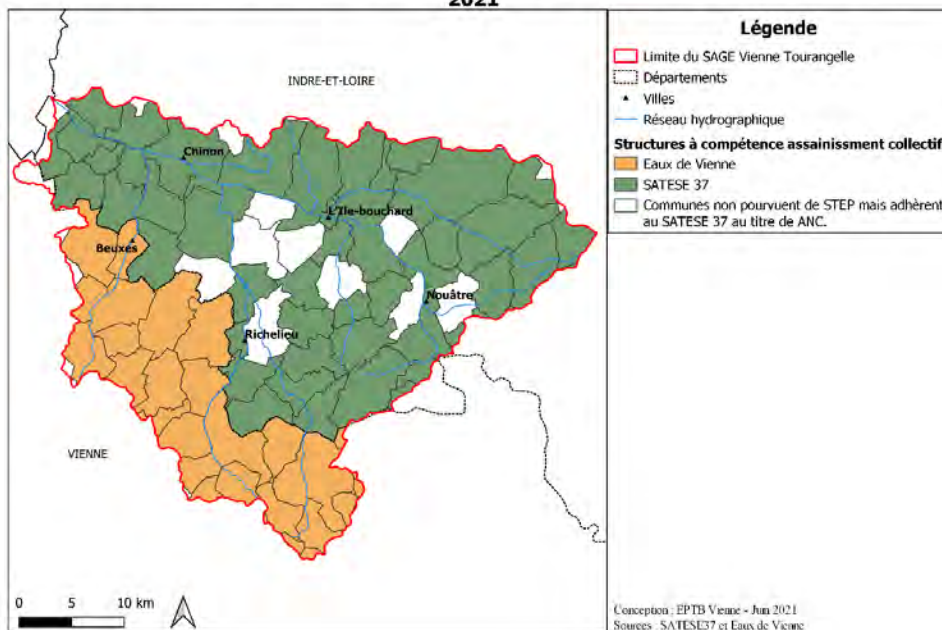 2021
INDRE-ET-LOIRE
Chinon
L'Ile-bouchard
Beuxes
Nouâtre
Richelieu
VIENNE
0 5 10 km
Légende
Limite du SAGE Vienne Tourangelle
Départements
Villes
Réseau hydrographique
Structures à compétence assainissment collectif
Eaux de Vienne
SATESE 37
Communes non pourvuent de STEP mais adhèrent
au SATESE 37 au titre de ANC.
Conception : EPTB Vienne - Juin 2021
Sources : SATESE37 et Eaux de Vienne